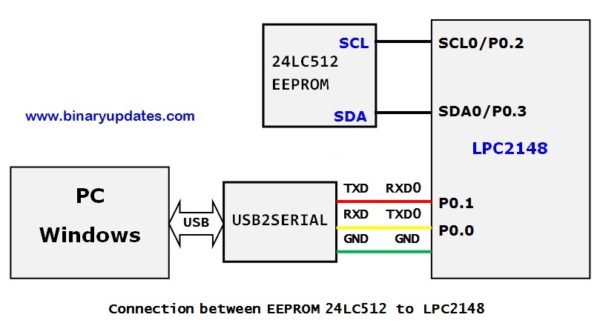 SCL
SCL0/P0.2
24LC512
EEPROM
SDA
SDA0/P0.3
www.binaryupdates.com
LPC2148
PC
Windows
USB
USB2SERIAL
TXD RXD0
P0.1
RXD TXD0
P0.0
GND GND
Connection between EEPROM 24LC512 to LPC2148